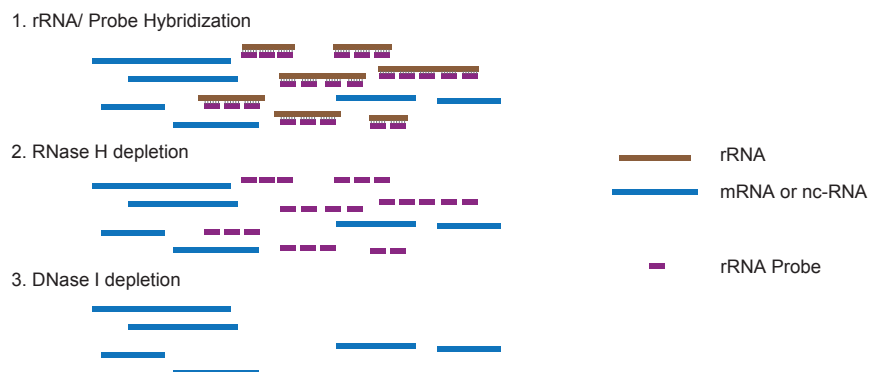 1. rRNA/ Probe Hybridization
2. RNase H depletion
rRNA
mRNA or nc-RNA
rRNA Probe
3. DNase I depletion